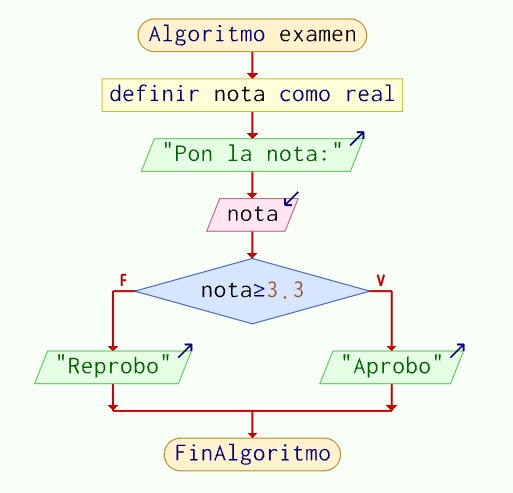 Algoritmo examen
definir nota como real
"Pon la nota:"
nota
nota≥3.3
F
V
"Reprobo"
"Aprobo"
FinAlgoritmo